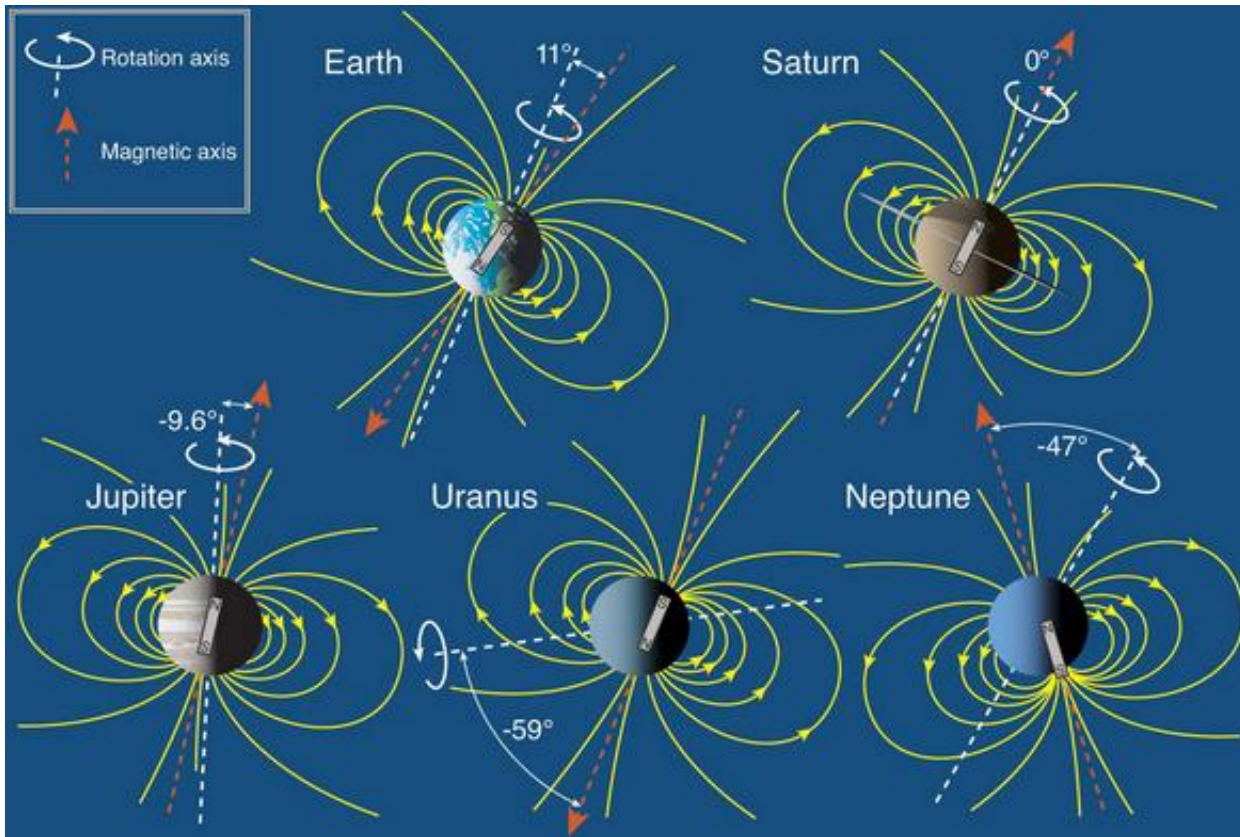 Rotation axis
Magnetic axis
Earth
11°
Saturn
0°
Jupiter
-9.6°
Uranus
-59°
Neptune
-47°